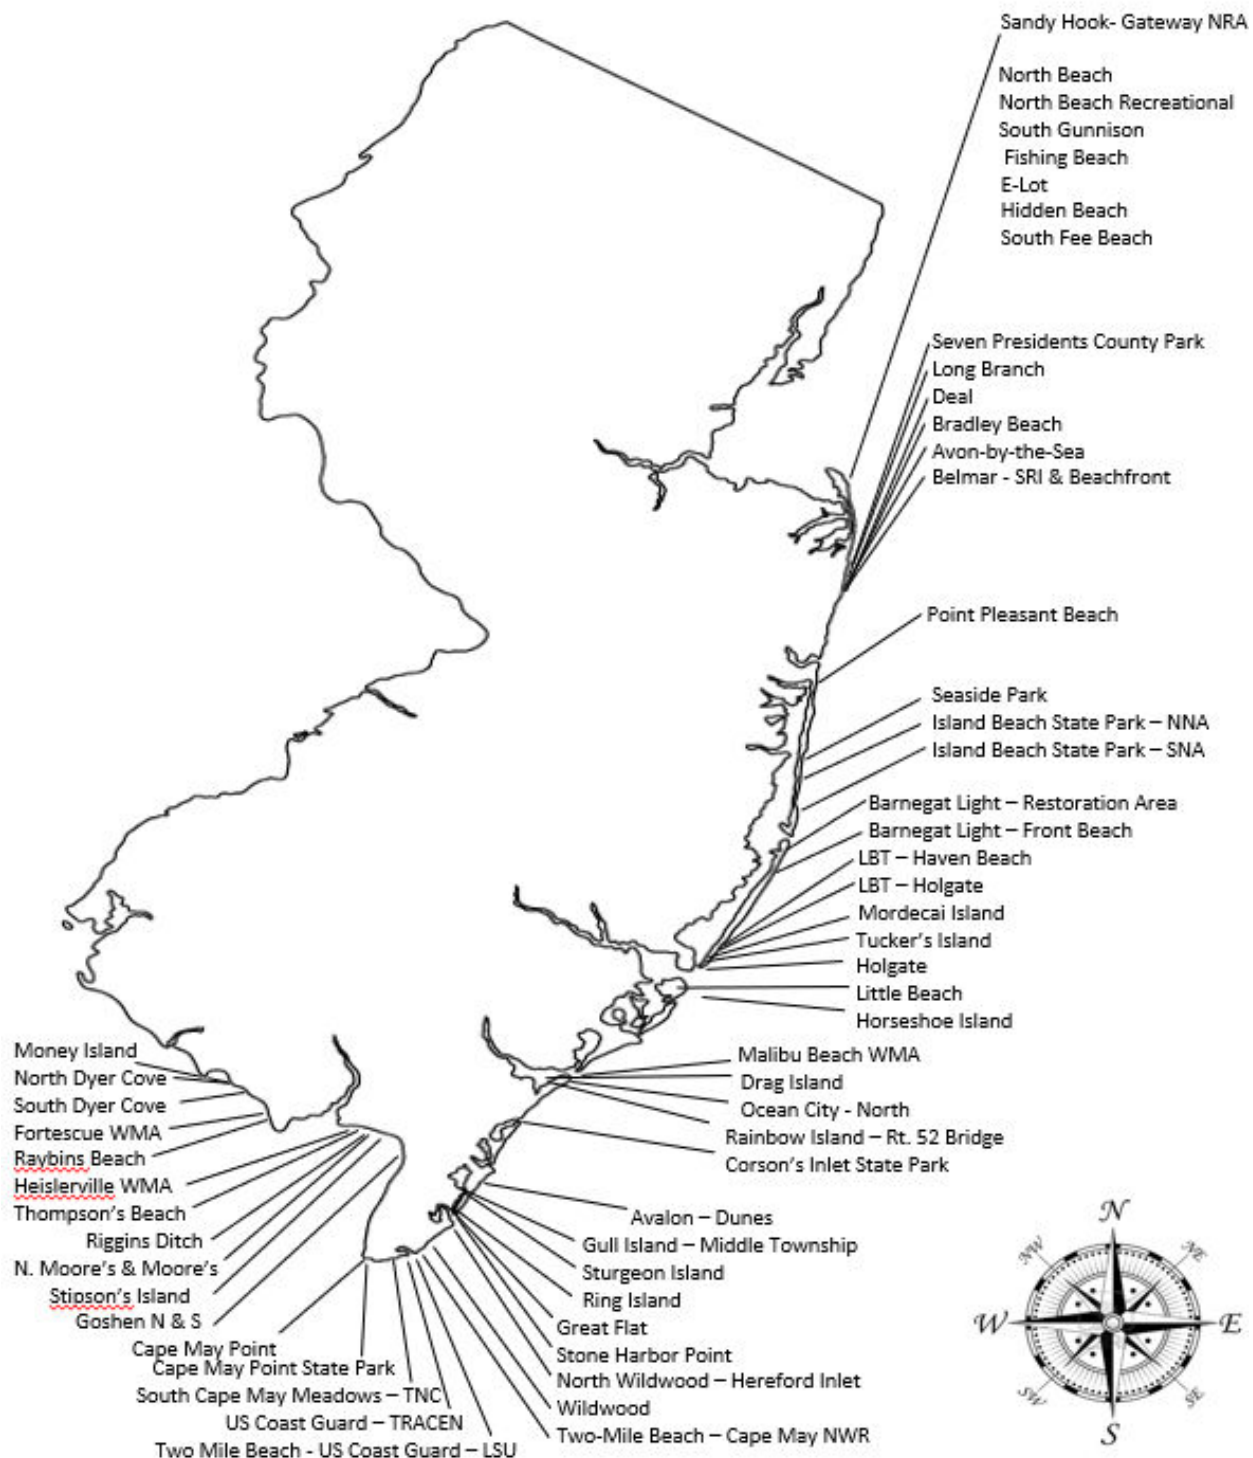 Sandy Hook- Gateway NRA
North Beach
North Beach Recreational
South Gunnison
Fishing Beach
E-Lot
Hidden Beach
South Fee Beach
Seven Presidents County Park
Long Branch
Deal
Bradley Beach
Avon-by-the-Sea
Belmar - SRI & Beachfront
Point Pleasant Beach
Seaside Park
Island Beach State Park – NNA
Island Beach State Park – SNA
Barnegat Light – Restoration Area
Barnegat Light – Front Beach
LBT – Haven Beach
LBT – Holgate
Mordecai Island
Tucker's Island
Holgate
Little Beach
Horseshoe Island
Malibu Beach WMA
Drag Island
Ocean City - North
Rainbow Island – Rt. 52 Bridge
Corson's Inlet State Park
Avalon – Dunes
Gull Island – Middle Township
Sturgeon Island
Ring Island
Great Flat
Stone Harbor Point
North Wildwood – Hereford Inlet
Wildwood
Two-Mile Beach – Cape May NWR
Money Island
North Dyer Cove
South Dyer Cove
Fortescue WMA
Raybins Beach
Heislerville WMA
Thompson's Beach
Riggins Ditch
N. Moore's & Moore's
Stipson's Island
Goshen N & S
Cape May Point
Cape May Point State Park
South Cape May Meadows – TNC
US Coast Guard – TRACEN
Two Mile Beach - US Coast Guard – LSU
N
NW
NE
W
E
SW
SE
S